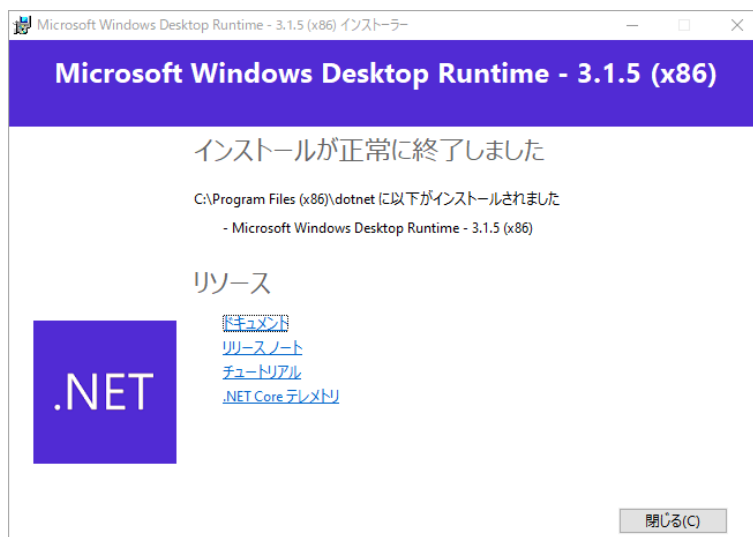 Microsoft Windows Desktop Runtime - 3.1.5 (x86) インストーラー
Microsoft Windows Desktop Runtime - 3.1.5 (x86)
インストールが正常に終了しました
C:\Program Files (x86)\dotnet に以下がインストールされました
- Microsoft Windows Desktop Runtime - 3.1.5 (x86)
リソース
ドキュメント
リリース ノート
チュートリアル
.NET Core テレメトリ
.NET
閉じる(C)